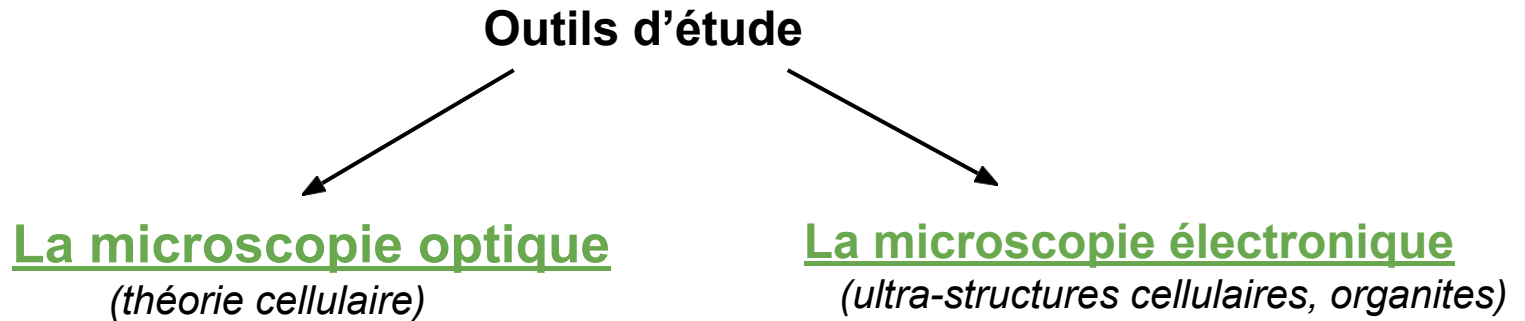 Outils d’étude
La microscopie optique
(théorie cellulaire)
La microscopie électronique
(ultra-structures cellulaires, organites)